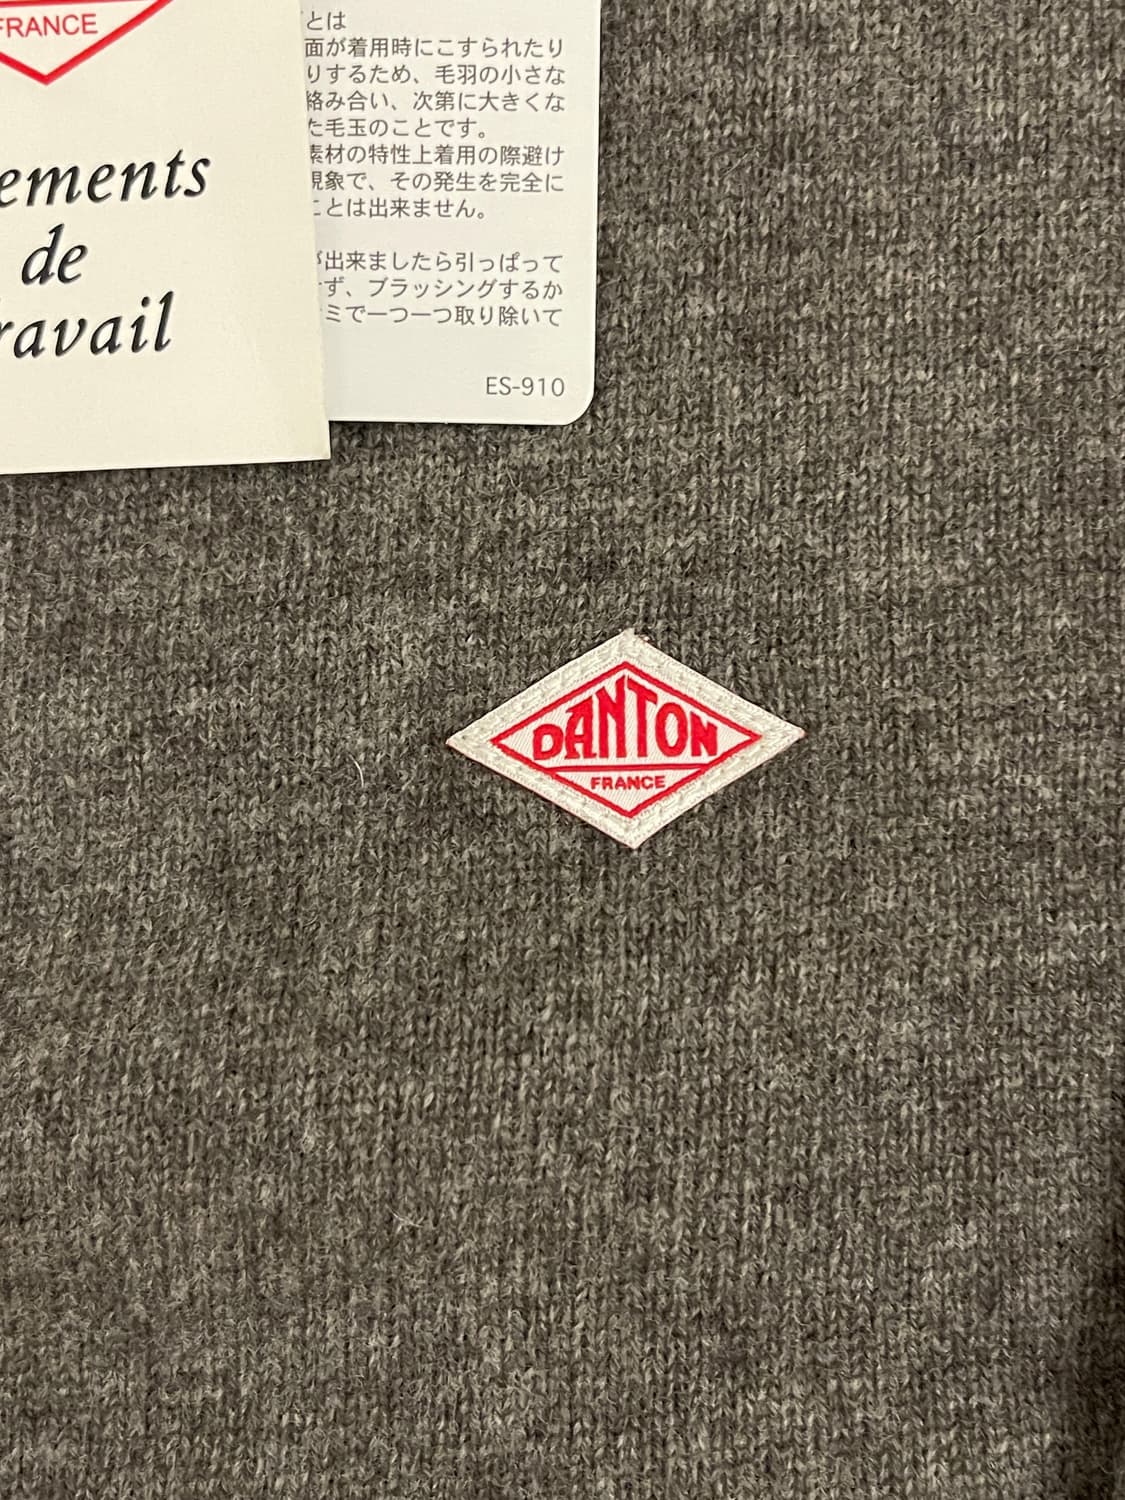 FRANCE
de
とは
面が着用時にこすられたり
りするため、毛羽の小さな
絡み合い、次第に大きくな
た毛玉のことです。
素材の特性上着用の際避け
現象で、その発生を完全に
ことは出来ません。
が出来ましたら引っぱって
ず、ブラッシングするか
ミで一つ一つ取り除いて
ES-910
DANTON
FRANCE